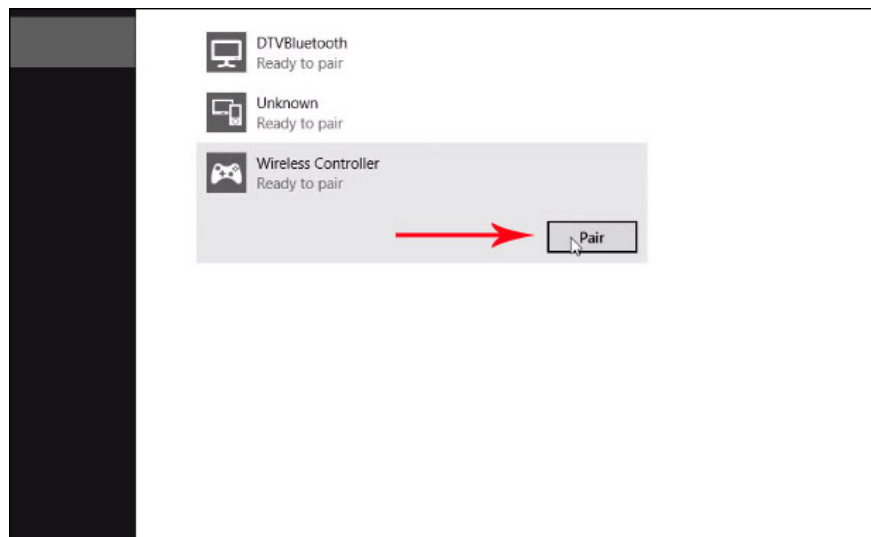 DTVBluetooth
Ready to pair
Unknown
Ready to pair
Wireless Controller
Ready to pair
Pair